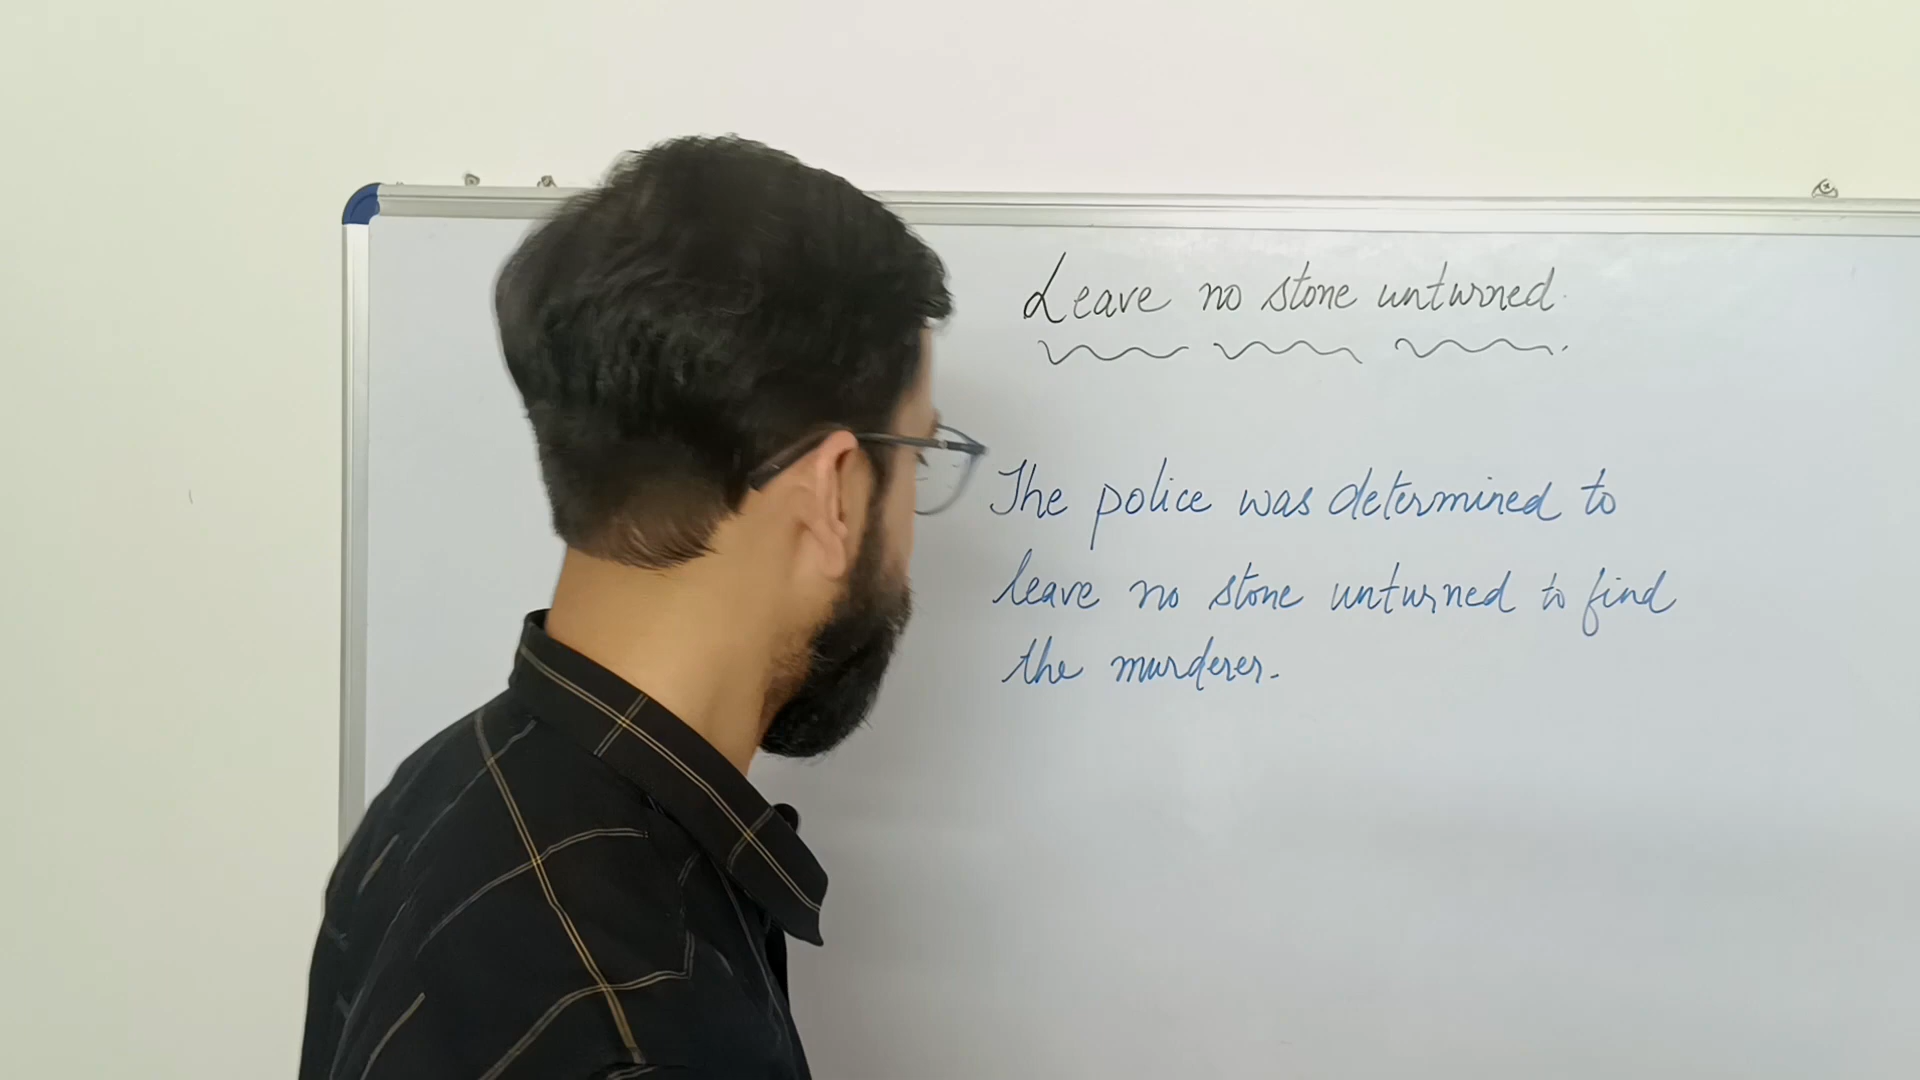 Leave no stone unturned.
The police was determined to
leave no stone unturned to find
the murderer.